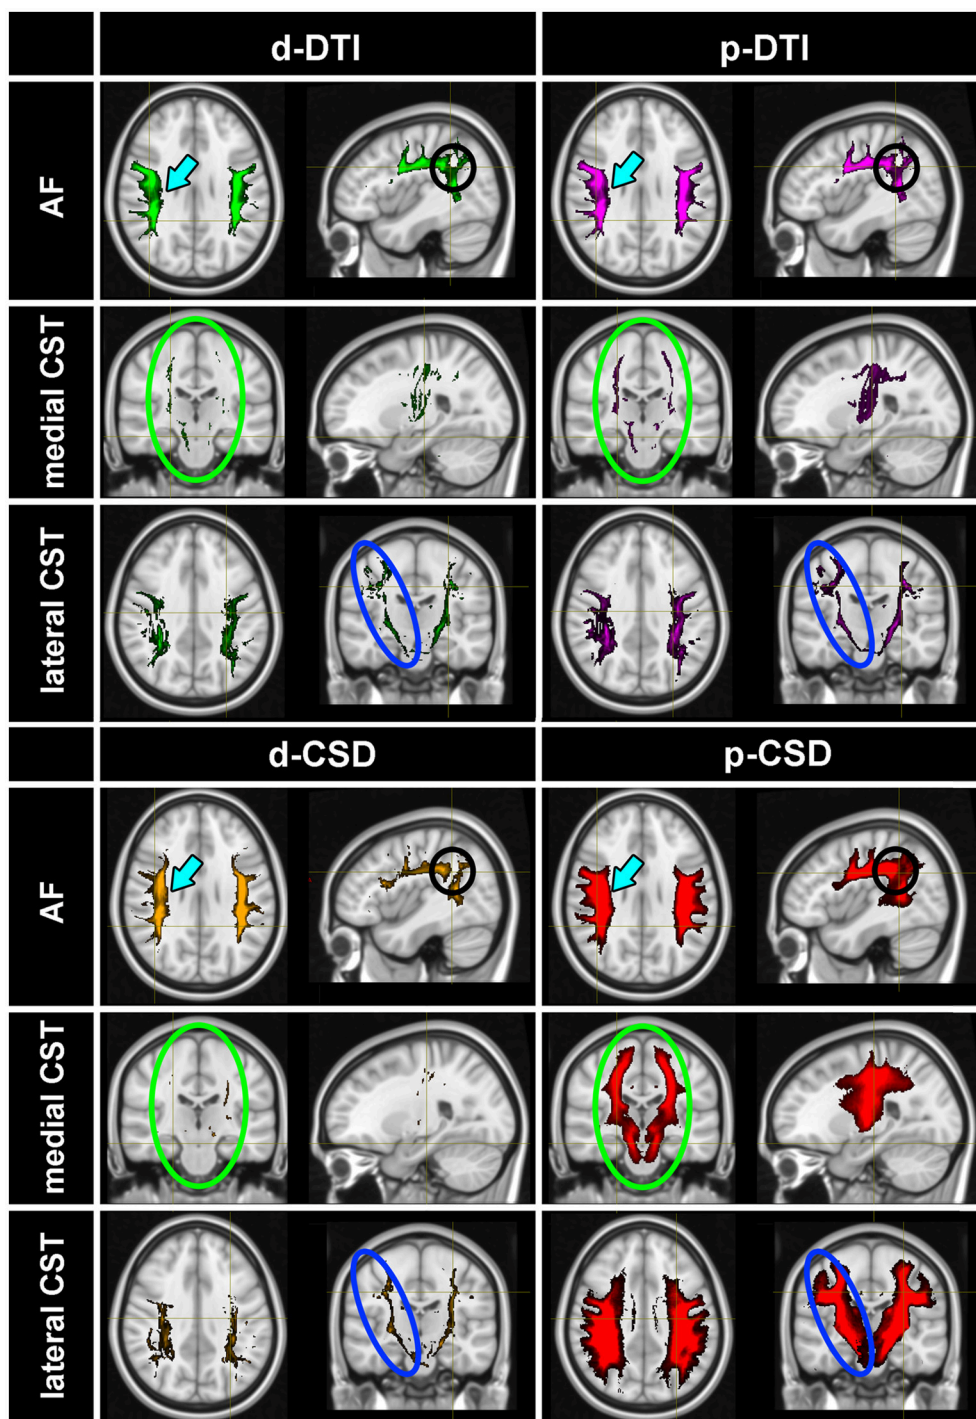 d-DTI
p-DTI
AF
medial CST
lateral CST
d-CSD
p-CSD
AF
medial CST
lateral CST